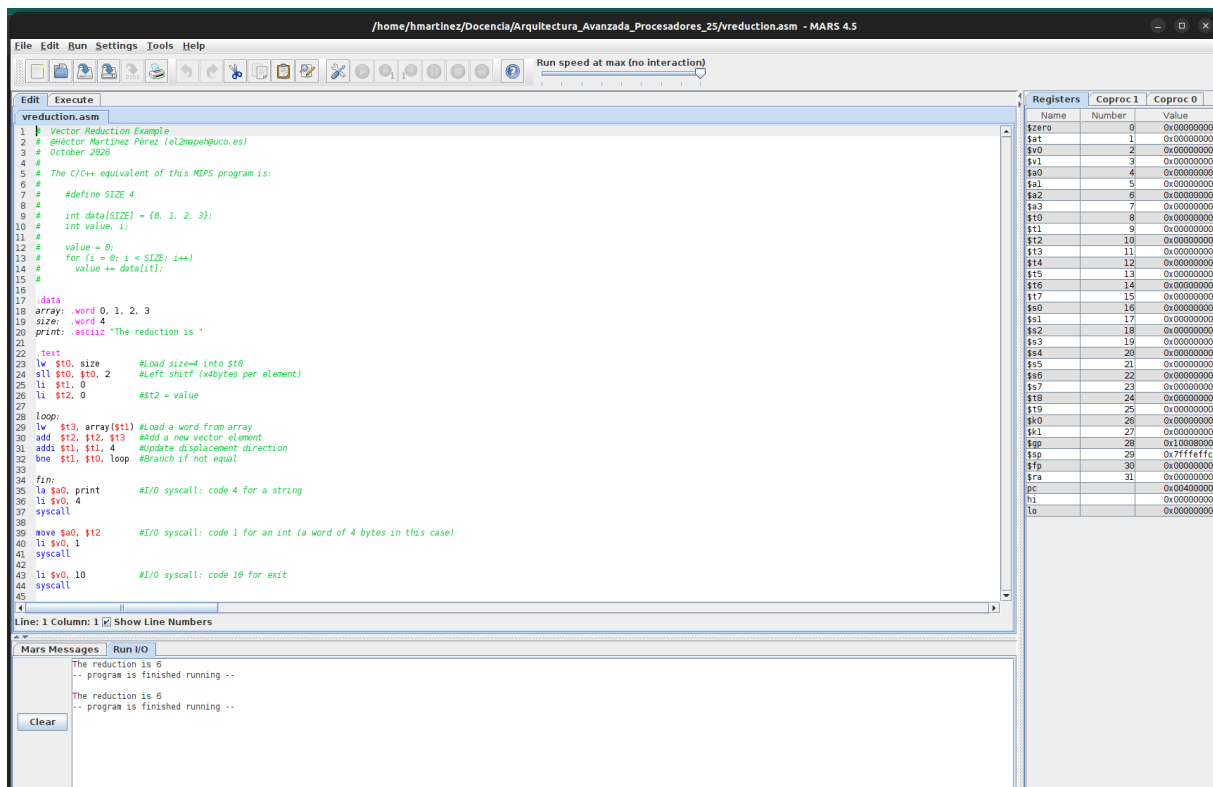 /home/hmartinez/Docencia/Arquitectura_Avanzada_Procesadores_25/vreduction.asm - MARS 4.5
File Edit Run Settings Tools Help
Run speed at max (no interaction)
Edit Execute
vreduction.asm
1 # Vector Reduction Example
2 # @Héctor Martínez Pérez (el2mapeh@uco.es)
3 # October 2026
4 #
5 # The C/C++ equivalent of this MIPS program is:
6 #
7 # #define SIZE 4
8 #
9 # int data[SIZE] = {0, 1, 2, 3};
10 # int value, i;
11 #
12 # value = 0;
13 # for (i = 0; i < SIZE; i++)
14 # value += data[it];
15 #
16
17 .data
18 array: .word 0, 1, 2, 3
19 size: .word 4
20 print: .asciiz "The reduction is "
21
22 .text
23 lw $t0, size #Load size=4 into $t0
24 sll $t0, $t0, 2 #Left shitf (x4bytes per element)
25 li $t1, 0
26 li $t2, 0 #$t2 = value
27
28 loop:
29 lw $t3, array($t1) #Load a word from array
30 add $t2, $t2, $t3 #Add a new vector element
31 addi $t1, $t1, 4 #Update displacement direction
32 bne $t1, $t0, loop #Branch if not equal
33
34 fin:
35 la $a0, print #I/O syscall: code 4 for a string
36 li $v0, 4
37 syscall
38
39 move $a0, $t2 #I/O syscall: code 1 for an int (a word of 4 bytes in this case)
40 li $v0, 1
41 syscall
42
43 li $v0, 10 #I/O syscall: code 10 for exit
44 syscall
45
Line: 1 Column: 1 Show Line Numbers
Mars Messages Run I/O
The reduction is 6
-- program is finished running --
The reduction is 6
-- program is finished running --
Clear
Registers Coproc 1 Coproc 0
Name Number Value
$zero 0 0x00000000
$at 1 0x00000000
$v0 2 0x00000000
$v1 3 0x00000000
$a0 4 0x00000000
$a1 5 0x00000000
$a2 6 0x00000000
$a3 7 0x00000000
$t0 8 0x00000000
$t1 9 0x00000000
$t2 10 0x00000000
$t3 11 0x00000000
$t4 12 0x00000000
$t5 13 0x00000000
$t6 14 0x00000000
$t7 15 0x00000000
$s0 16 0x00000000
$s1 17 0x00000000
$s2 18 0x00000000
$s3 19 0x00000000
$s4 20 0x00000000
$s5 21 0x00000000
$s6 22 0x00000000
$s7 23 0x00000000
$t8 24 0x00000000
$t9 25 0x00000000
$k0 26 0x00000000
$k1 27 0x00000000
$gp 28 0x10008000
$sp 29 0x7fffeffc
$fp 30 0x00000000
$ra 31 0x00000000
pc 0x00400000
hi 0x00000000
lo 0x00000000